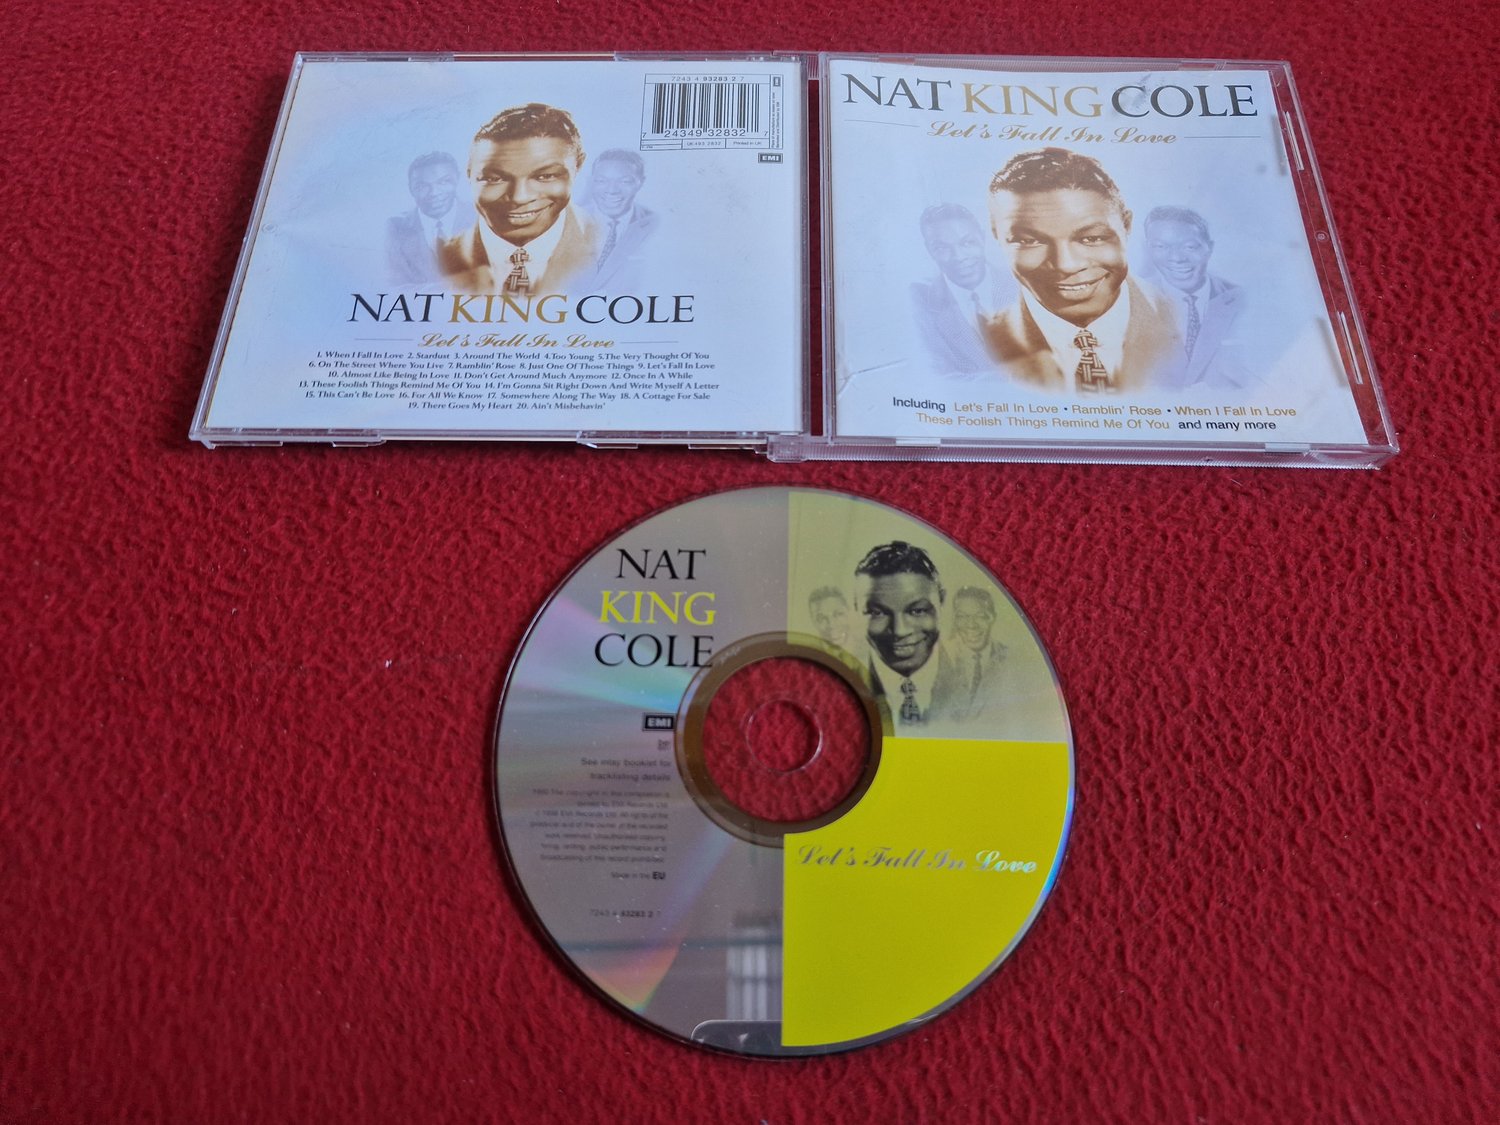 7243 4 93283 2 7
7 24349 32832 7
UK:493 2832
Printed in UK
EMI
NAT KING COLE
Let's Fall In Love
1. When I Fall In Love 2. Stardust 3. Around The World 4.Too Young 5.The Very Thought Of You
6. On The Street Where You Live 7. Ramblin' Rose 8. Just One Of Those Things 9. Let's Fall In Love
10. Almost Like Being In Love 11. Don't Get Around Much Anymore 12. Once In A While
13. These Foolish Things Remind Me Of You 14. I'm Gonna Sit Right Down And Write Myself A Letter
15. This Can't Be Love 16. For All We Know 17. Somewhere Along The Way 18. A Cottage For Sale
19. There Goes My Heart 20. Ain't Misbehavin'
NAT KING COLE
Let's Fall In Love
Including Let's Fall In Love • Ramblin' Rose • When I Fall In Love
These Foolish Things Remind Me Of You and many more
NAT
KING
COLE
EMI
See inlay booklet for
tracklisting details
Made in the EU
7243 4 93283 2 7
Let's Fall In Love